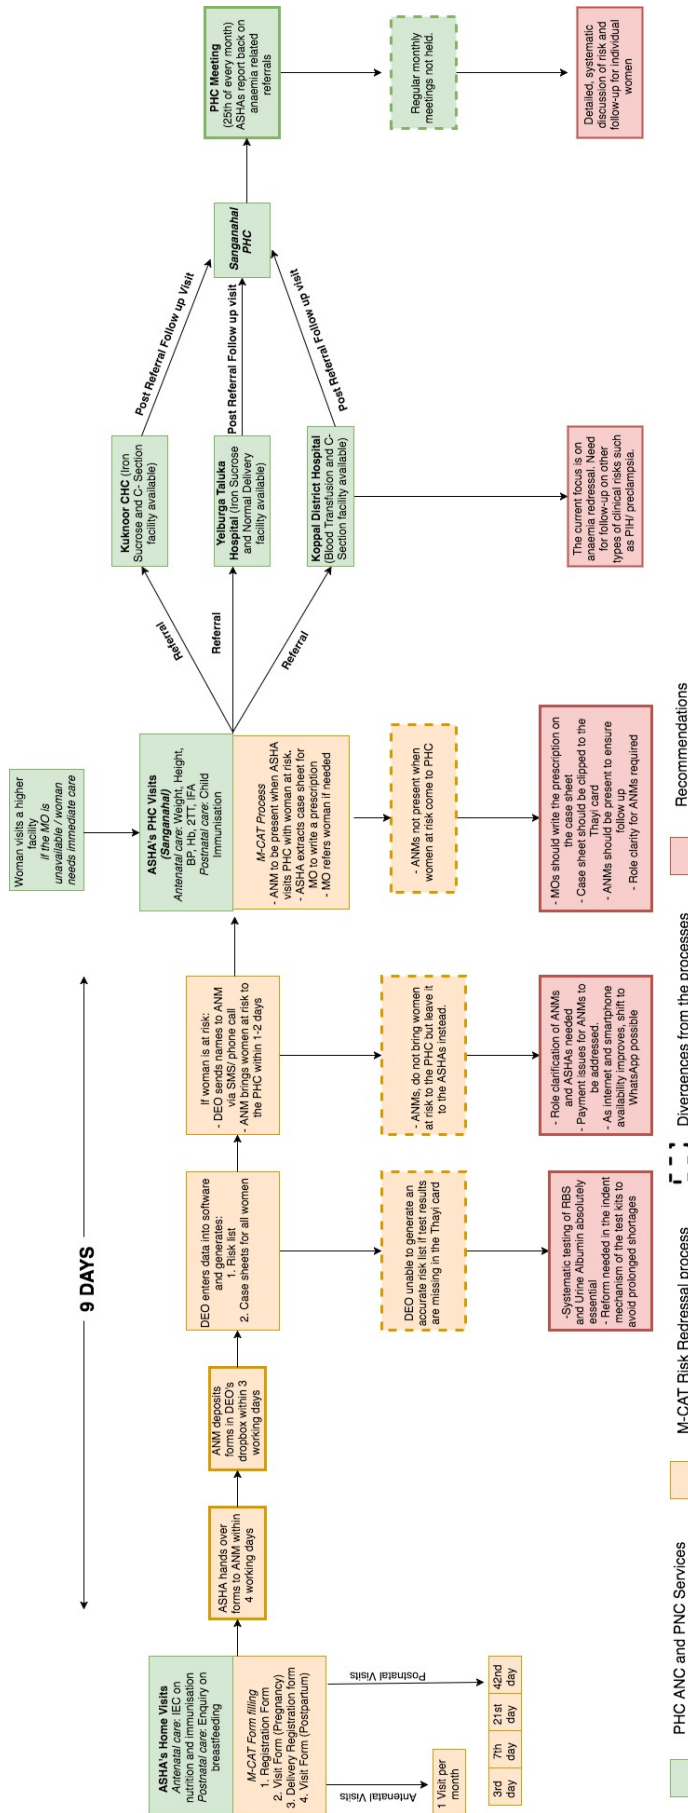 9 DAYS
ASHA's Home Visits
Antenatal care: IEC on
nutrition and immunisation
Postnatal care: Enquiry on
breastfeeding
M-CAT Form filling
1. Registration Form
2. Visit Form (Pregnancy)
3. Delivery Registration form
4. Visit Form (Postpartum)
Antenatal Visits
Postnatal Visits
1 Visit per
month
3rd
day
7th
day
21st
day
42nd
day
ASHA hands over
forms to ANM within
4 working days
ANM deposits
forms in DEO's
dropbox within 3
working days
DEO enters data into software
and generates:
1. Risk list
2. Case sheets for all women
DEO unable to generate an
accurate risk list if test results
are missing in the Thayi card
-Systematic testing of RBS
and Urine Albumin absolutely
essential
- Reform needed in the indent
mechanism of the test kits to
avoid prolonged shortages
If woman is at risk:
- DEO sends names to ANM
via SMS/ phone call
- ANM brings women at risk to
the PHC within 1-2 days
- ANMs, do not bring women
at risk to the PHC but leave it
to the ASHAs instead.
- Role clarification of ANMs
and ASHAs needed
- Payment issues for ANMs to
be addressed.
- As internet and smartphone
availability improves, shift to
WhatsApp possible
Woman visits a higher
facility
if the MO is
unavailable / woman
needs immediate care
ASHA's PHC Visits
(Sanganahal)
Antenatal care: Weight, Height,
BP, Hb, 2TT, IFA
Postnatal care: Child
Immunisation
M-CAT Process
- ANM to be present when ASHA
visits PHC with woman at risk.
- ASHA extracts case sheet for
MO to write a prescription
- MO refers woman if needed
- ANMs not present when
women at risk come to PHC
- MOs should write the prescription on
the case sheet
- Case sheet should be clipped to the
Thayi card
- ANMs should be present to ensure
follow up
- Role clarity for ANMs required
Referral
Referral
Referral
Kuknoor CHC (Iron
Sucrose and C- Section
facility available)
Yelburga Taluka
Hospital (Iron Sucrose
and Normal Delivery
facility available)
Koppal District Hospital
(Blood Transfusion and C-
Section facility available)
The current focus is on
anaemia redressal. Need
for follow-up on other
types of clinical risks such
as PIH/ preclampsia.
Post Referral Follow up Visit
Post Referral Follow up visit
Post Referral Follow up visit
Sanganahal
PHC
PHC Meeting
(25th of every month)
ASHAs report back on
anaemia related
referrals
Regular monthly
meetings not held.
Detailed, systematic
discussion of risk and
follow-up for individual
women
PHC ANC and PNC Services
M-CAT Risk Redressal process
Divergences from the processes
Recommendations